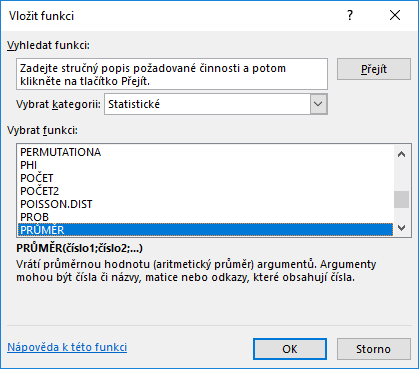 Vložit funkci
Vyhledat funkci:
Zadejte stručný popis požadované činnosti a potom
klikněte na tlačítko Přejít.
Přejít
Vybrat kategorii:
Statistické
Vybrat funkci:
PERMUTATIONA
PHI
POČET
POČET2
POISSON.DIST
PROB
PRŮMĚR
PRŮMĚR(číslo1;číslo2;...)
Vrátí průměrnou hodnotu (aritmetický průměr) argumentů. Argumenty
mohou být čísla či názvy, matice nebo odkazy, které obsahují čísla.
Nápověda k této funkci
OK
Storno